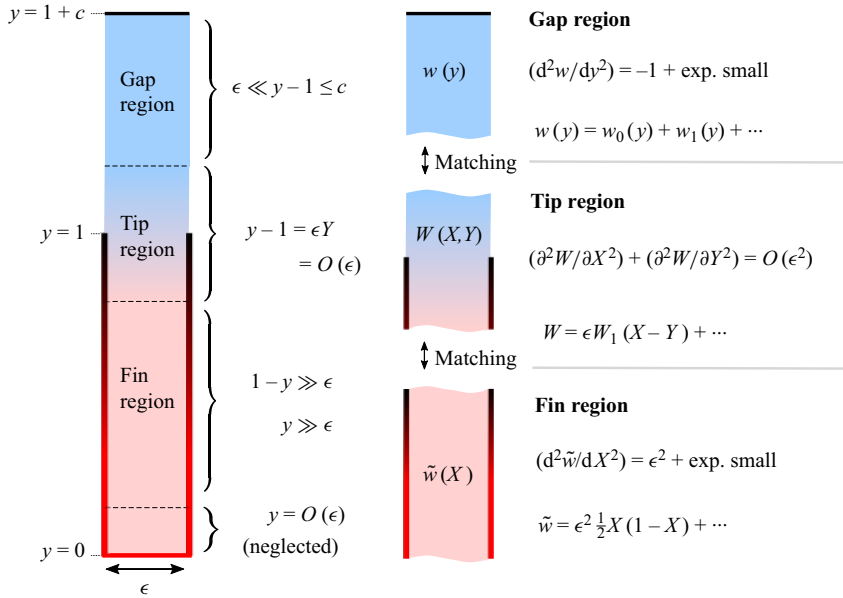 y = 1 + c
Gap
region
ϵ ≪ y – 1 ≤ c
Tip
region
y = 1
y – 1 = ϵY
= O (ϵ)
Fin
region
1 – y ≫ ϵ
y ≫ ϵ
y = O (ϵ)
(neglected)
y = 0
ϵ
w (y)
Matching
W (X,Y)
Matching
w̃ (X )
Gap region
(d²w/dy²) = –1 + exp. small
w (y) = w₀ (y) + w₁ (y) + ···
Tip region
(∂²W/∂X²) + (∂²W/∂Y²) = O (ϵ²)
W = ϵW₁ (X – Y ) + ···
Fin region
(d²w̃/dX²) = ϵ² + exp. small
w̃ = ϵ² ½ X (1 – X ) + ···